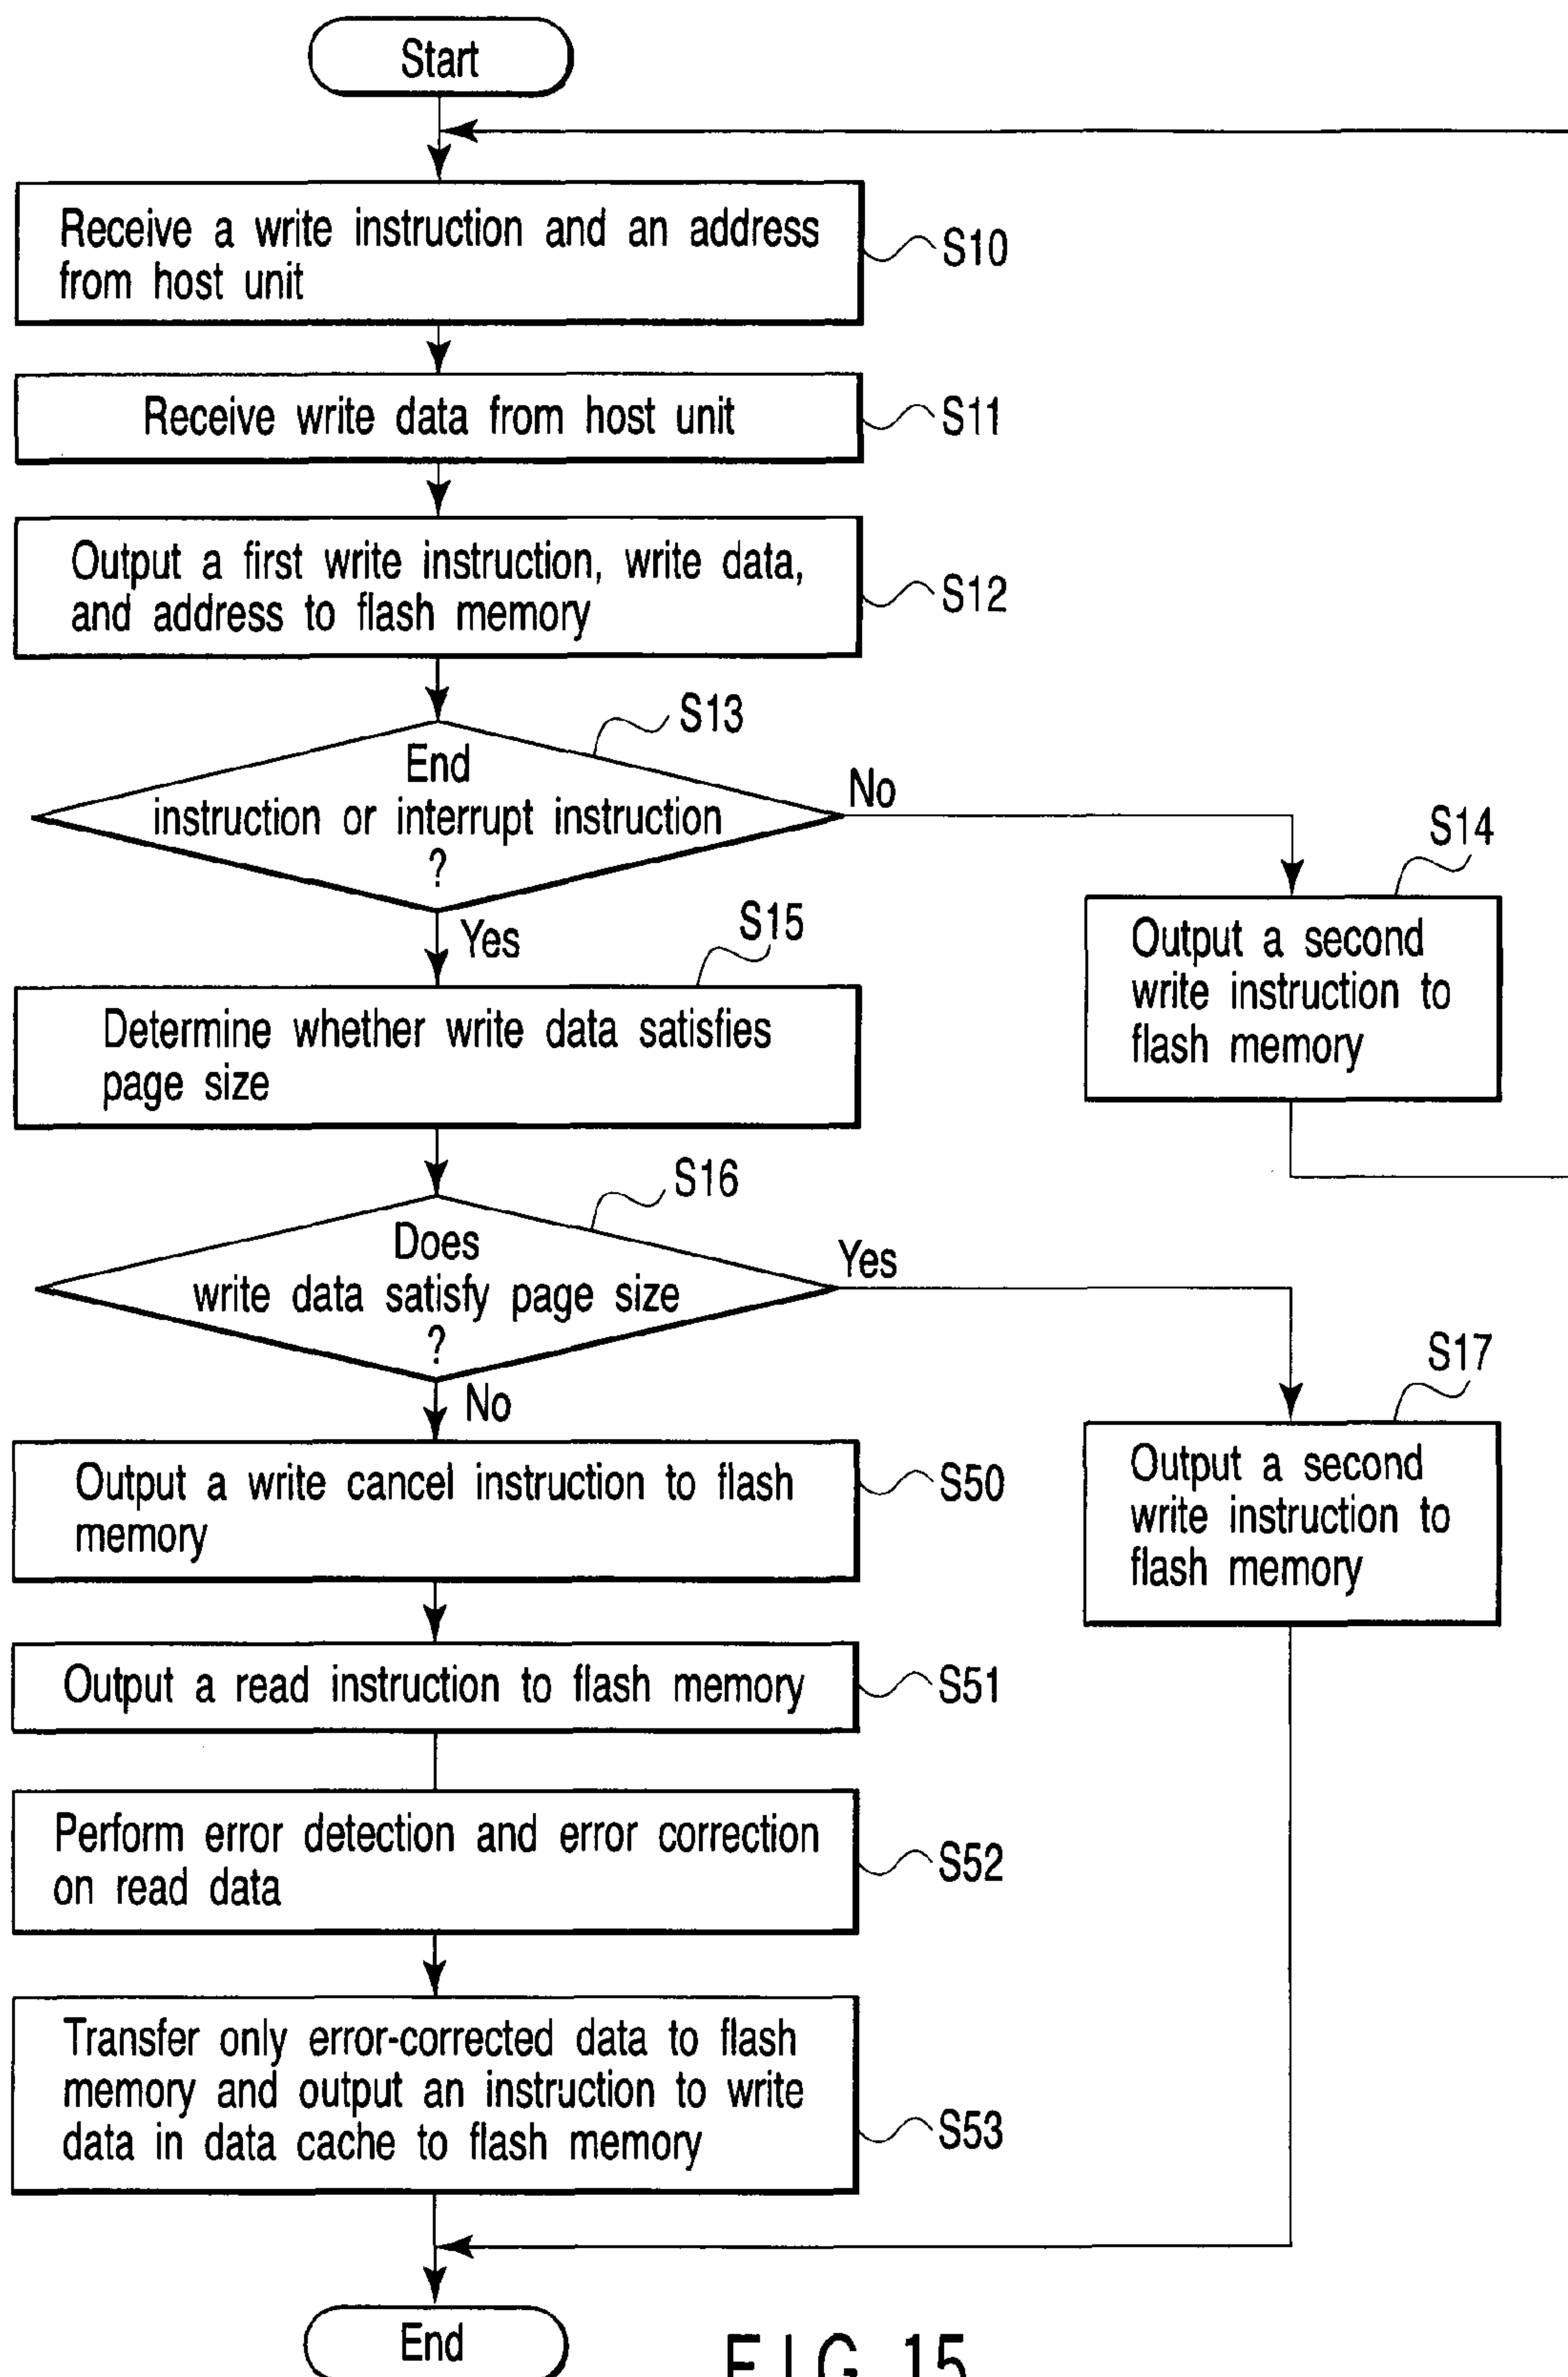 Start
Receive a write instruction and an address
from host unit
S10
Receive write data from host unit
S11
Output a first write instruction, write data,
and address to flash memory
S12
S13
End
instruction or interrupt instruction
?
No
Yes
S14
Output a second
write instruction to
flash memory
S15
Determine whether write data satisfies
page size
S16
Does
write data satisfy page size
?
Yes
No
S17
Output a second
write instruction to
flash memory
Output a write cancel instruction to flash
memory
S50
Output a read instruction to flash memory
S51
Perform error detection and error correction
on read data
S52
Transfer only error-corrected data to flash
memory and output an instruction to write
data in data cache to flash memory
S53
End
FIG. 15